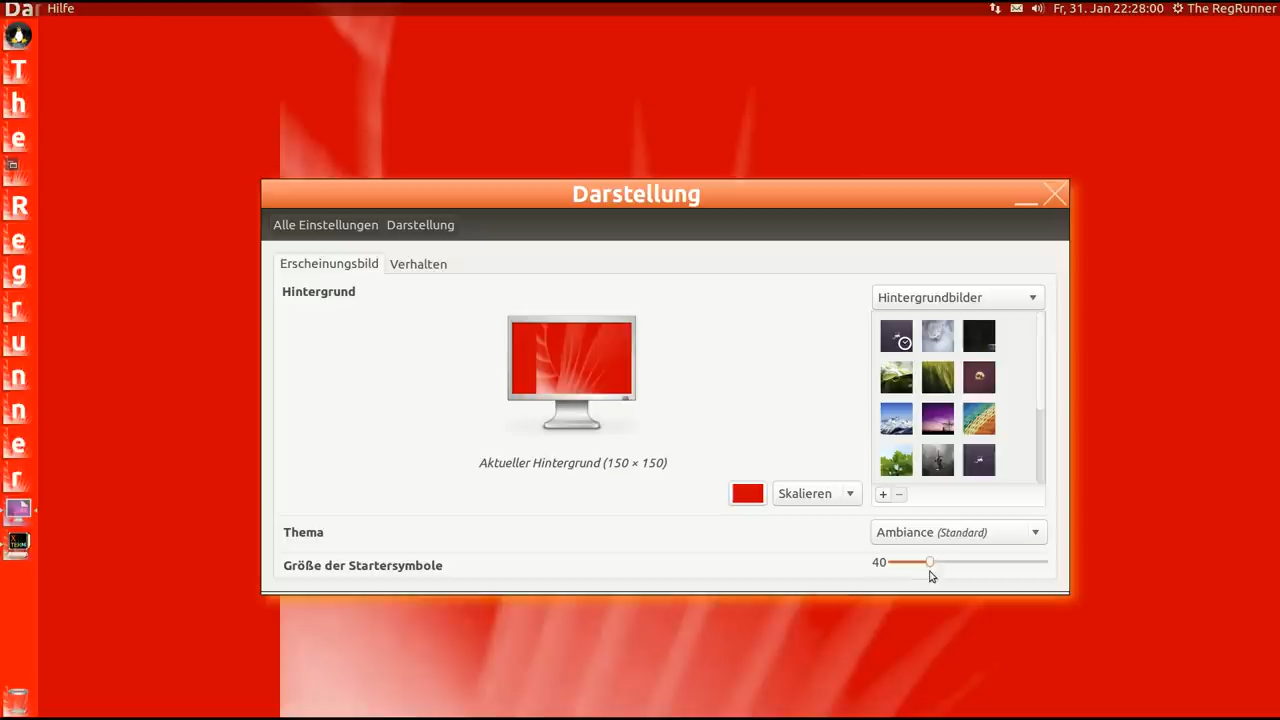 Dar Hilfe
Fr, 31. Jan 22:28:00 The RegRunner
T
h
e
R
e
g
r
u
n
n
e
r
Darstellung
Alle Einstellungen Darstellung
Erscheinungsbild Verhalten
Hintergrund
Hintergrundbilder
Aktueller Hintergrund (150 × 150)
Skalieren
+ −
Thema
Ambiance (Standard)
Größe der Startersymbole
40